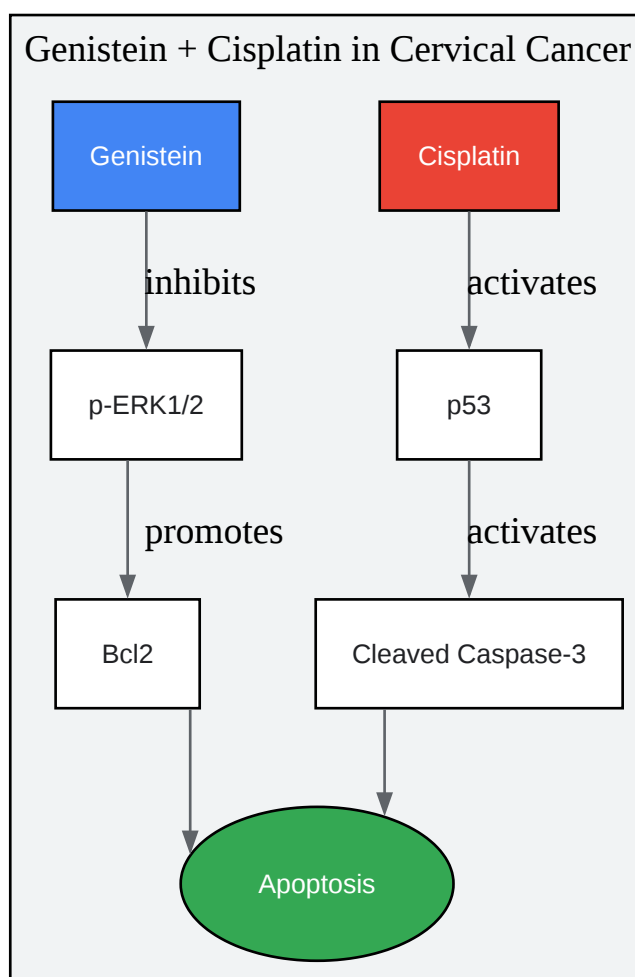 Genistein + Cisplatin in Cervical Cancer
Genistein
Cisplatin
inhibits
activates
p-ERK1/2
p53
promotes
activates
Bcl2
Cleaved Caspase-3
Apoptosis